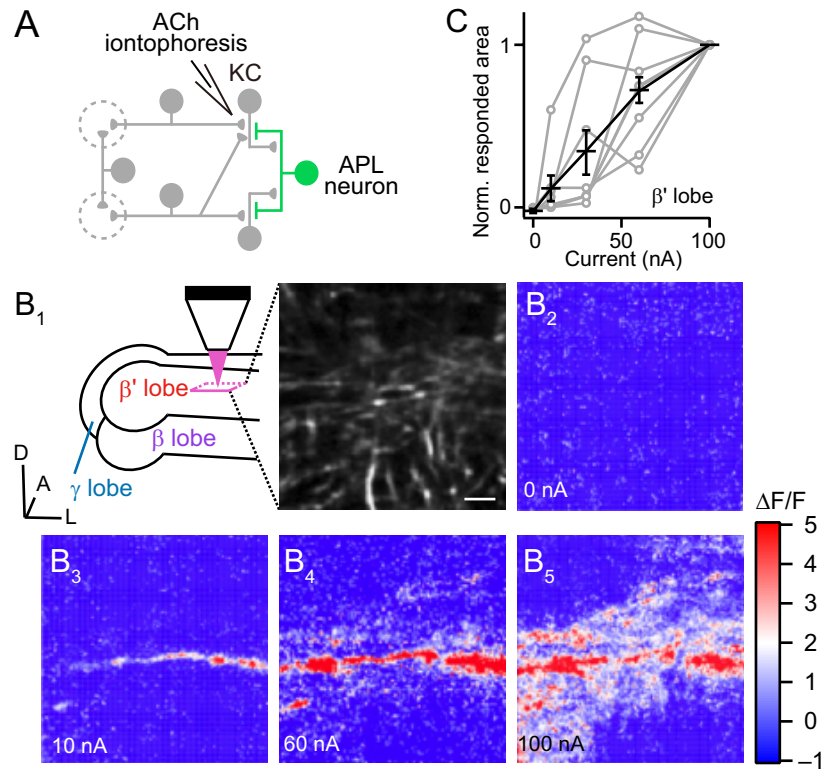 A
ACh
iontophoresis
KC
APL
neuron
C
Norm. responded area
1
0
β' lobe
0
50
100
Current (nA)
B1
β' lobe
β lobe
γ lobe
D
A
L
B2
0 nA
B3
10 nA
B4
60 nA
B5
100 nA
ΔF/F
5
4
3
2
1
0
–1